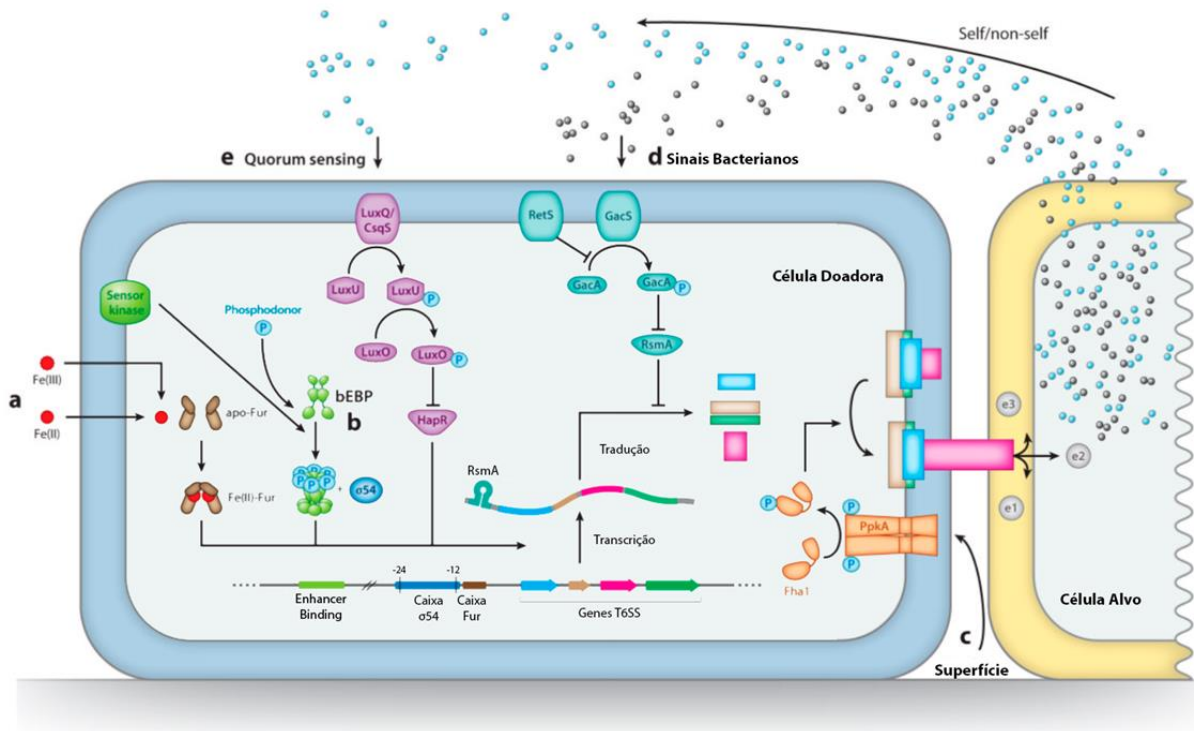 Self/non-self
e Quorum sensing
d Sinais Bacterianos
LuxQ/
CsqS
RetS
GacS
LuxU
LuxU
P
GacA
GacA
P
Célula Doadora
Sensor
kinase
Phosphodonor
P
LuxO
LuxO
P
RsmA
Fe(III)
a
Fe(II)
apo-Fur
bEBP
b
HapR
e3
e2
e1
Tradução
RsmA
Fe(II)-Fur
P
P
P
P
P
P
+
σ54
P
P
PpkA
P
Fha1
Transcrição
-24
-12
Enhancer
Binding
Caixa
σ54
Caixa
Fur
Genes T6SS
Célula Alvo
c
Superfície